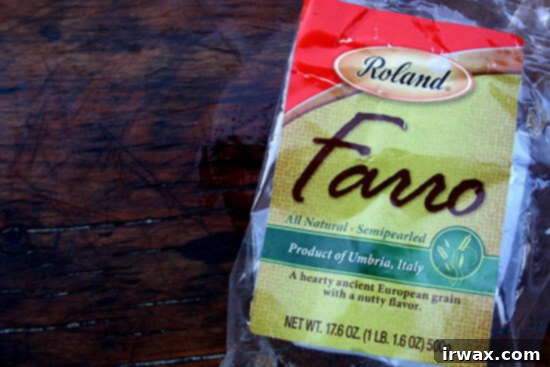 Roland
Farro
All Natural - Semipearled
Product of Umbria, Italy
A hearty ancient European grain
with a nutty flavor.
NET WT. 17.6 OZ. (1 LB. 1.6 OZ)
irwax.com